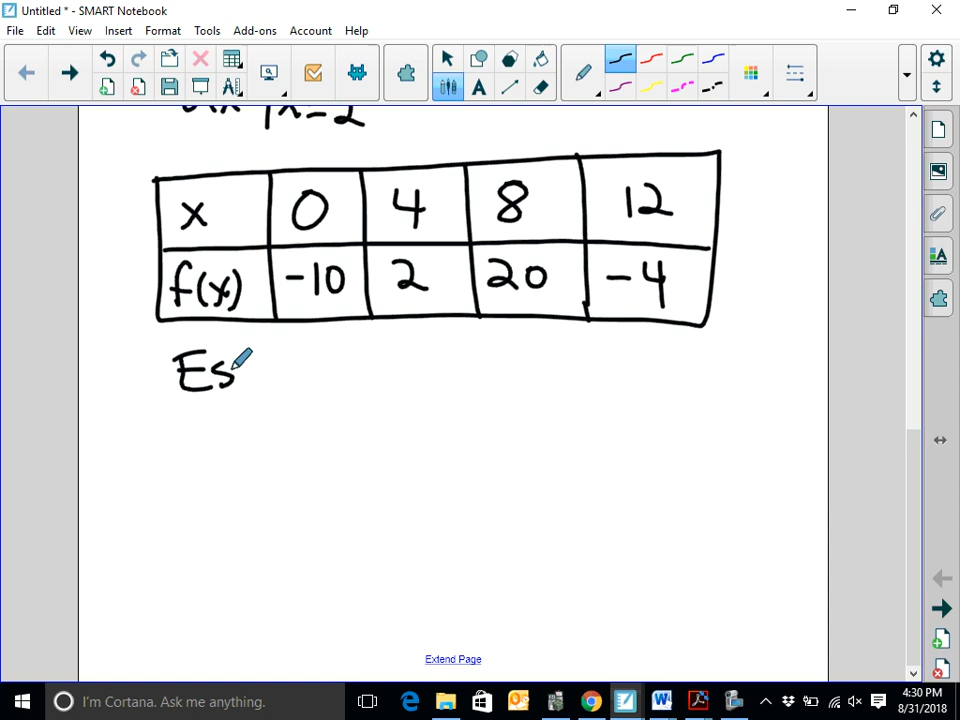 Untitled * - SMART Notebook
File Edit View Insert Format Tools Add-ons Account Help
x 0 4 8 12
f(x) -10 2 20 -4
Es
Extend Page
I'm Cortana. Ask me anything.
4:30 PM
8/31/2018